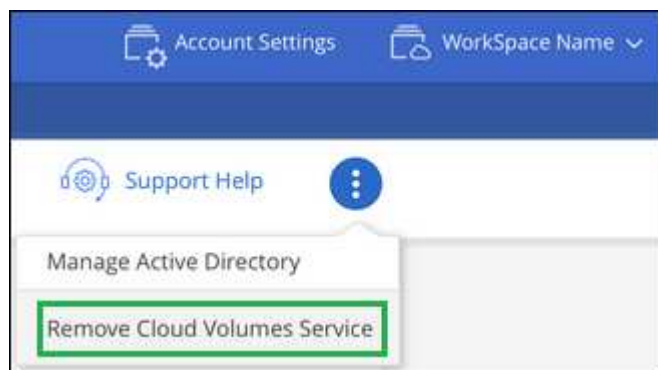 Account Settings
WorkSpace Name
Support Help
Manage Active Directory
Remove Cloud Volumes Service